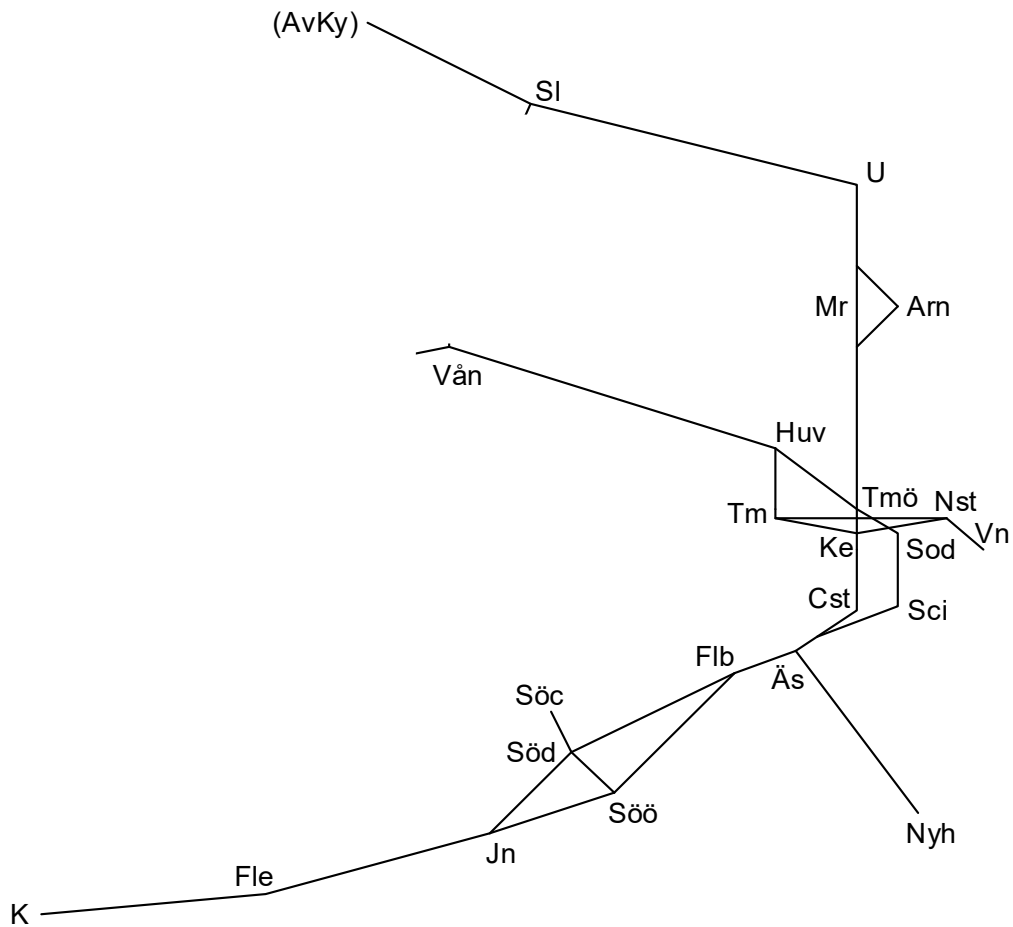 (AvKy)
Sl
U
Mr
Arn
Vån
Huv
Tmö
Nst
Tm
Vn
Ke
Sod
Cst
Sci
Flb
Äs
Söc
Söd
Söö
Nyh
Jn
Fle
K